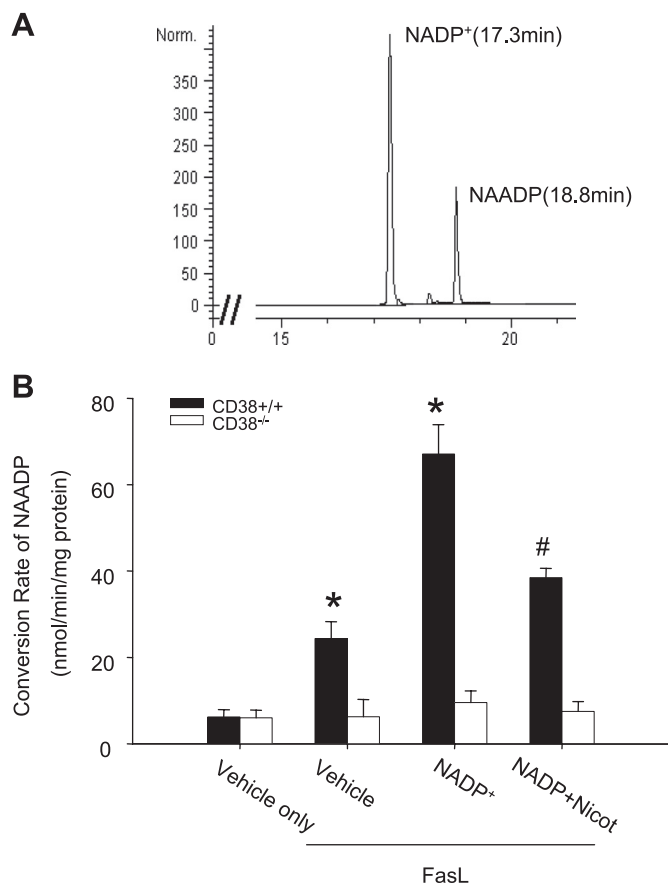 A
Norm.
NADP⁺(17.3min)
350
300
250
NAADP(18.8min)
200
150
100
50
0
0
15
20
B
80
CD38+/+
CD38⁻/⁻
*
60
Conversion Rate of NAADP
(nmol/min/mg protein)
40
#
*
20
0
Vehicle only
Vehicle
NADP⁺
NADP+Nicot
FasL